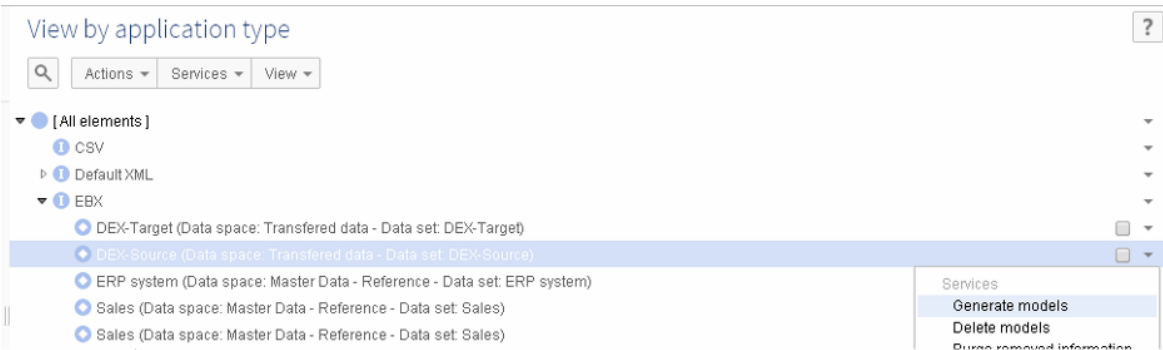 View by application type
?
Actions Services View
[ All elements ]
CSV
Default XML
EBX
DEX-Target (Data space: Transfered data - Data set: DEX-Target)
DEX-Source (Data space: Transfered data - Data set: DEX-Source)
ERP system (Data space: Master Data - Reference - Data set: ERP system)
Services
Sales (Data space: Master Data - Reference - Data set: Sales)
Generate models
Sales (Data space: Master Data - Reference - Data set: Sales)
Delete models
Purge removed information